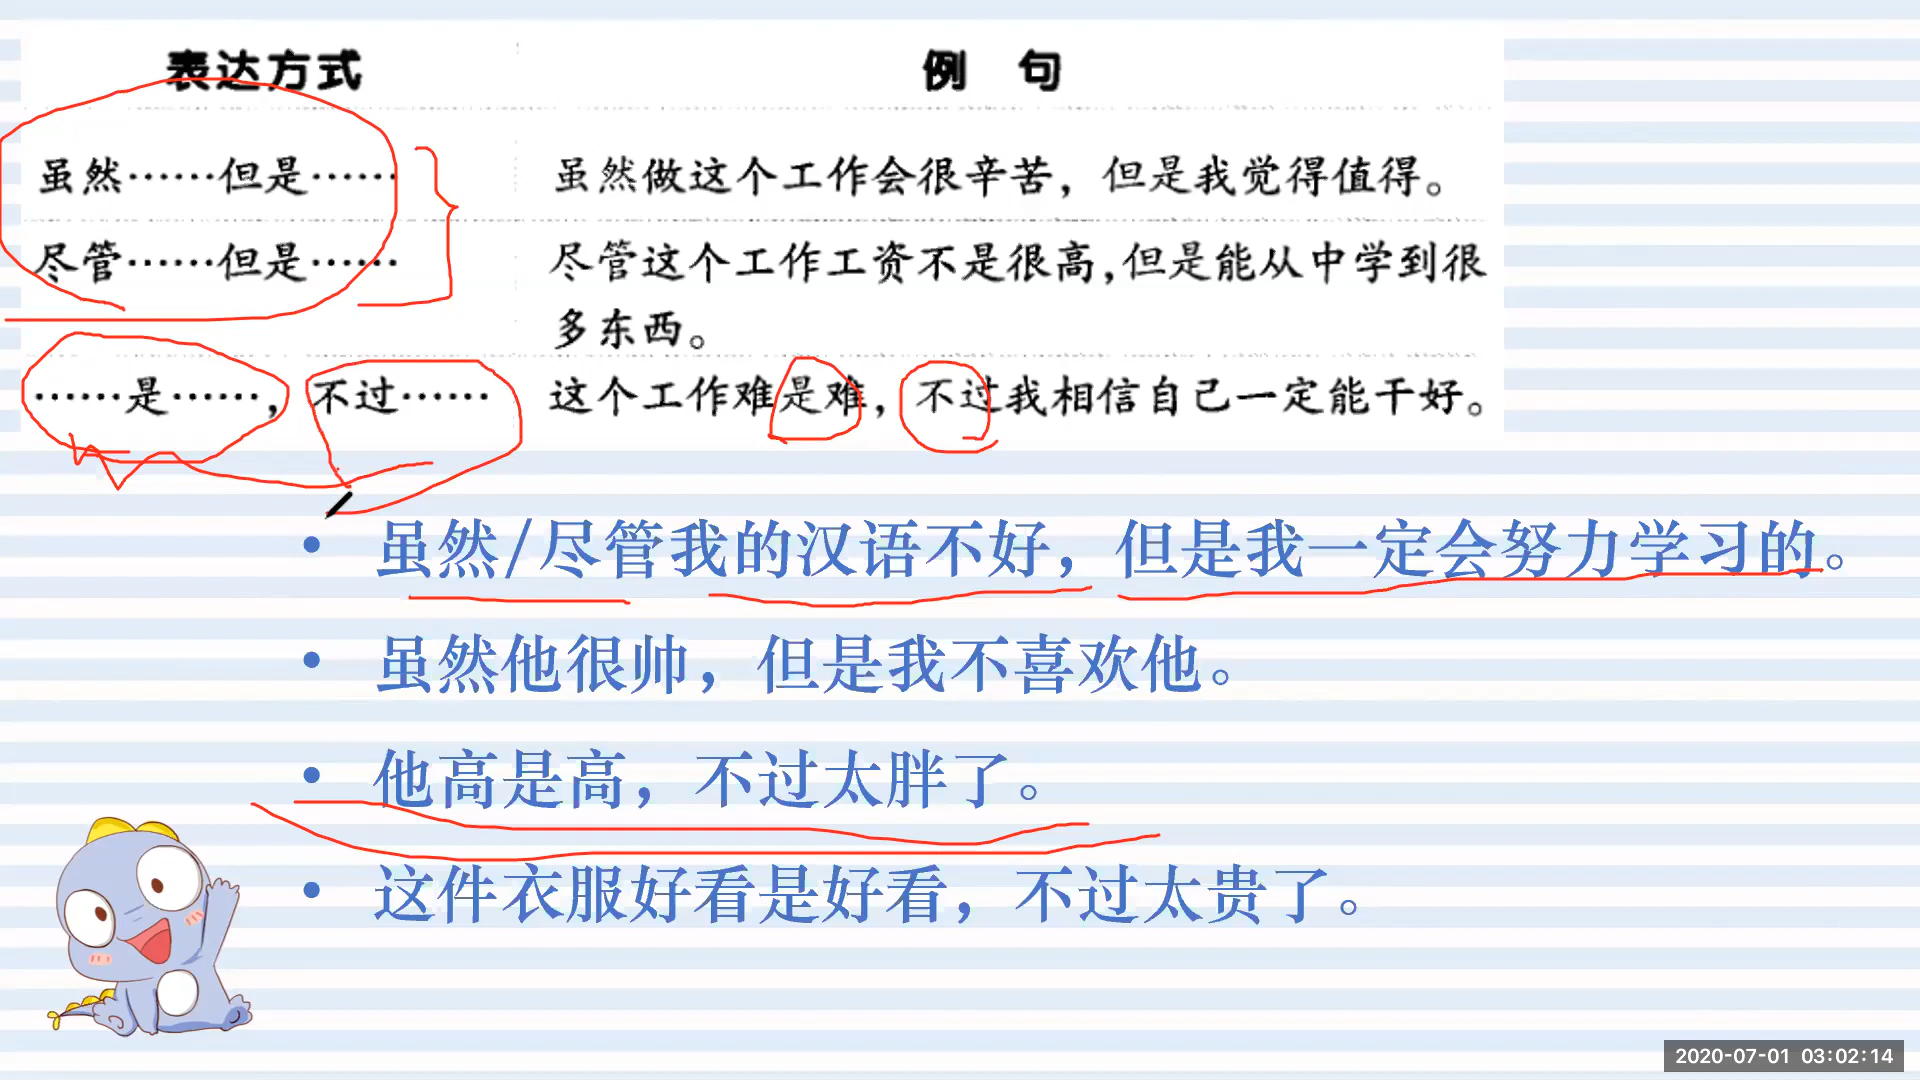 表达方式 例 句
虽然……但是…… 虽然做这个工作会很辛苦，但是我觉得值得。
尽管……但是…… 尽管这个工作工资不是很高，但是能从中学到很
多东西。
……是……，不过…… 这个工作难是难，不过我相信自己一定能干好。
• 虽然/尽管我的汉语不好，但是我一定会努力学习的。
• 虽然他很帅，但是我不喜欢他。
• 他高是高，不过太胖了。
• 这件衣服好看是好看，不过太贵了。
2020-07-01 03:02:14